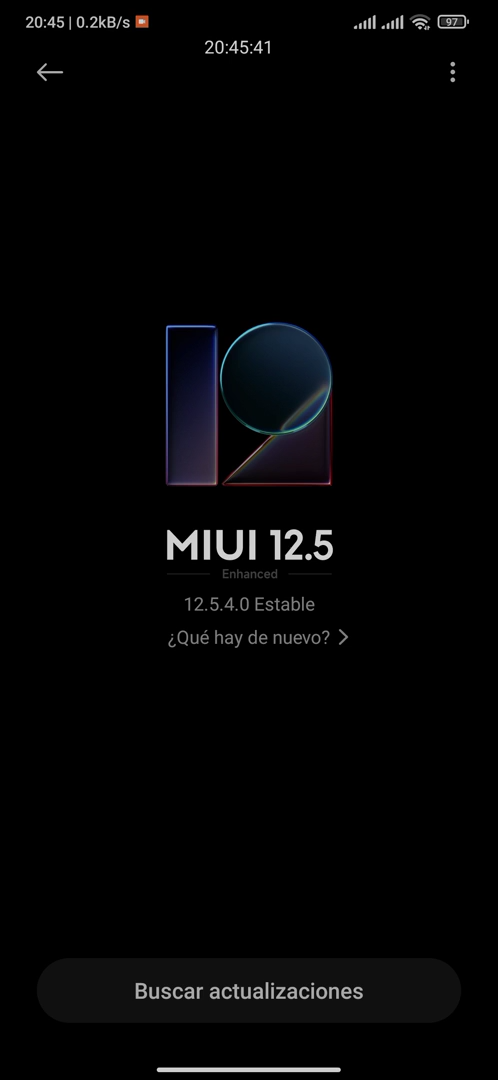 20:45 | 0.2kB/s 97
20:45:41
MIUI 12.5
Enhanced
12.5.4.0 Estable
¿Qué hay de nuevo?
Buscar actualizaciones